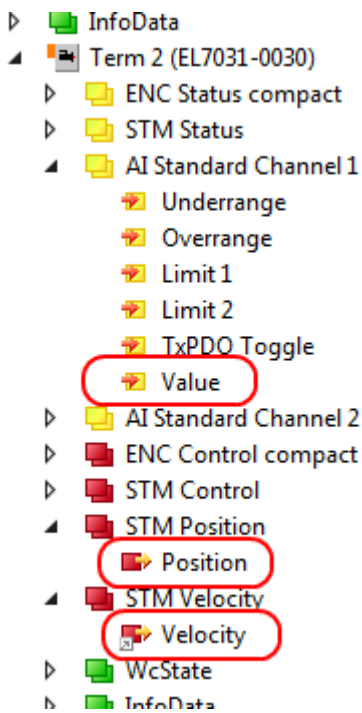 InfoData
Term 2 (EL7031-0030)
ENC Status compact
STM Status
AI Standard Channel 1
Underrange
Overrange
Limit 1
Limit 2
TxPDO Toggle
Value
AI Standard Channel 2
ENC Control compact
STM Control
STM Position
Position
STM Velocity
Velocity
WcState
InfoData